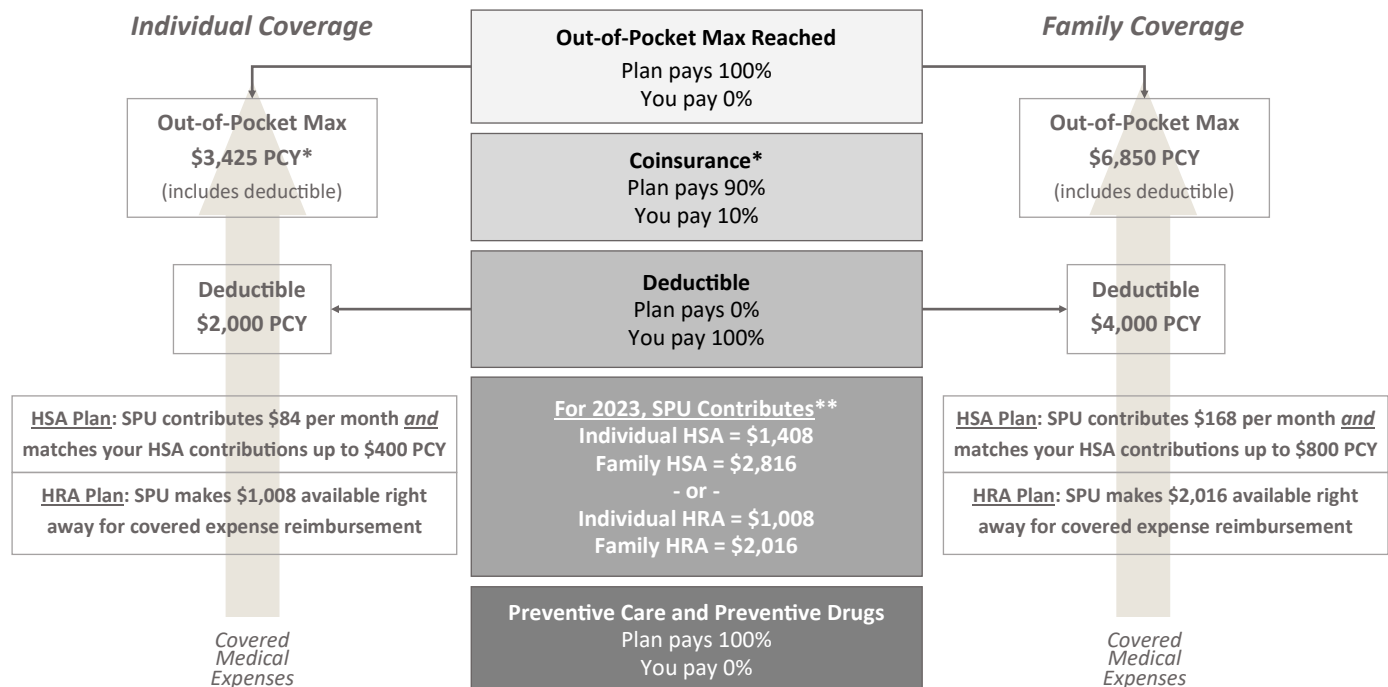 Individual Coverage
Out-of-Pocket Max
$3,425 PCY*
(includes deductible)
Deductible
$2,000 PCY
HSA Plan: SPU contributes $84 per month and
matches your HSA contributions up to $400 PCY
HRA Plan: SPU makes $1,008 available right
away for covered expense reimbursement
Covered
Medical
Expenses
Out-of-Pocket Max Reached
Plan pays 100%
You pay 0%
Coinsurance*
Plan pays 90%
You pay 10%
Deductible
Plan pays 0%
You pay 100%
For 2023, SPU Contributes**
Individual HSA = $1,408
Family HSA = $2,816
- or -
Individual HRA = $1,008
Family HRA = $2,016
Preventive Care and Preventive Drugs
Plan pays 100%
You pay 0%
Family Coverage
Out-of-Pocket Max
$6,850 PCY
(includes deductible)
Deductible
$4,000 PCY
HSA Plan: SPU contributes $168 per month and
matches your HSA contributions up to $800 PCY
HRA Plan: SPU makes $2,016 available right
away for covered expense reimbursement
Covered
Medical
Expenses